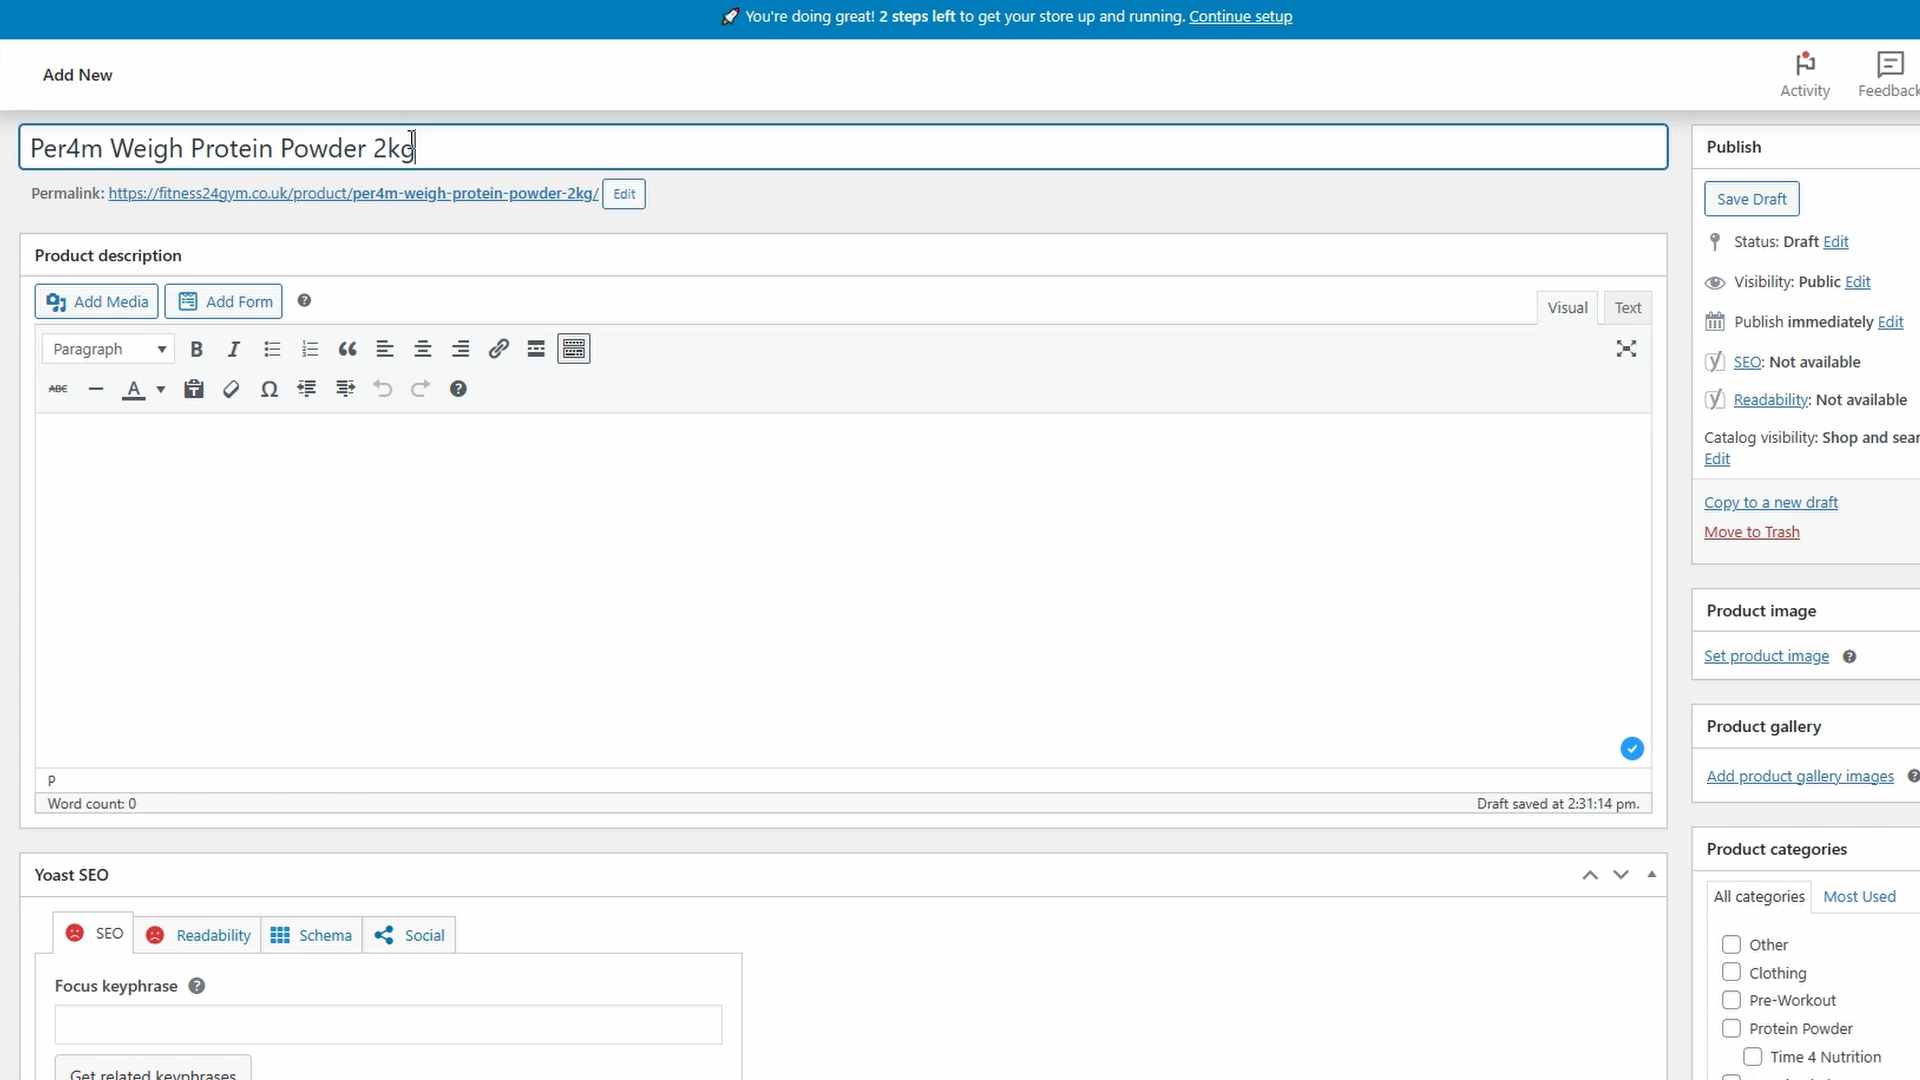 🚀 You're doing great! 2 steps left to get your store up and running. Continue setup
Add New
Activity
Feedback
Per4m Weigh Protein Powder 2kg
Permalink: https://fitness24gym.co.uk/product/per4m-weigh-protein-powder-2kg/ Edit
Product description
Add Media
Add Form
Visual
Text
Paragraph
B
I
ABC
A
Ω
P
Word count: 0
Draft saved at 2:31:14 pm.
Yoast SEO
SEO
Readability
Schema
Social
Focus keyphrase
Get related keyphrases
Publish
Save Draft
Status: Draft Edit
Visibility: Public Edit
Publish immediately Edit
SEO: Not available
Readability: Not available
Catalog visibility: Shop and sear
Edit
Copy to a new draft
Move to Trash
Product image
Set product image
Product gallery
Add product gallery images
Product categories
All categories
Most Used
Other
Clothing
Pre-Workout
Protein Powder
Time 4 Nutrition